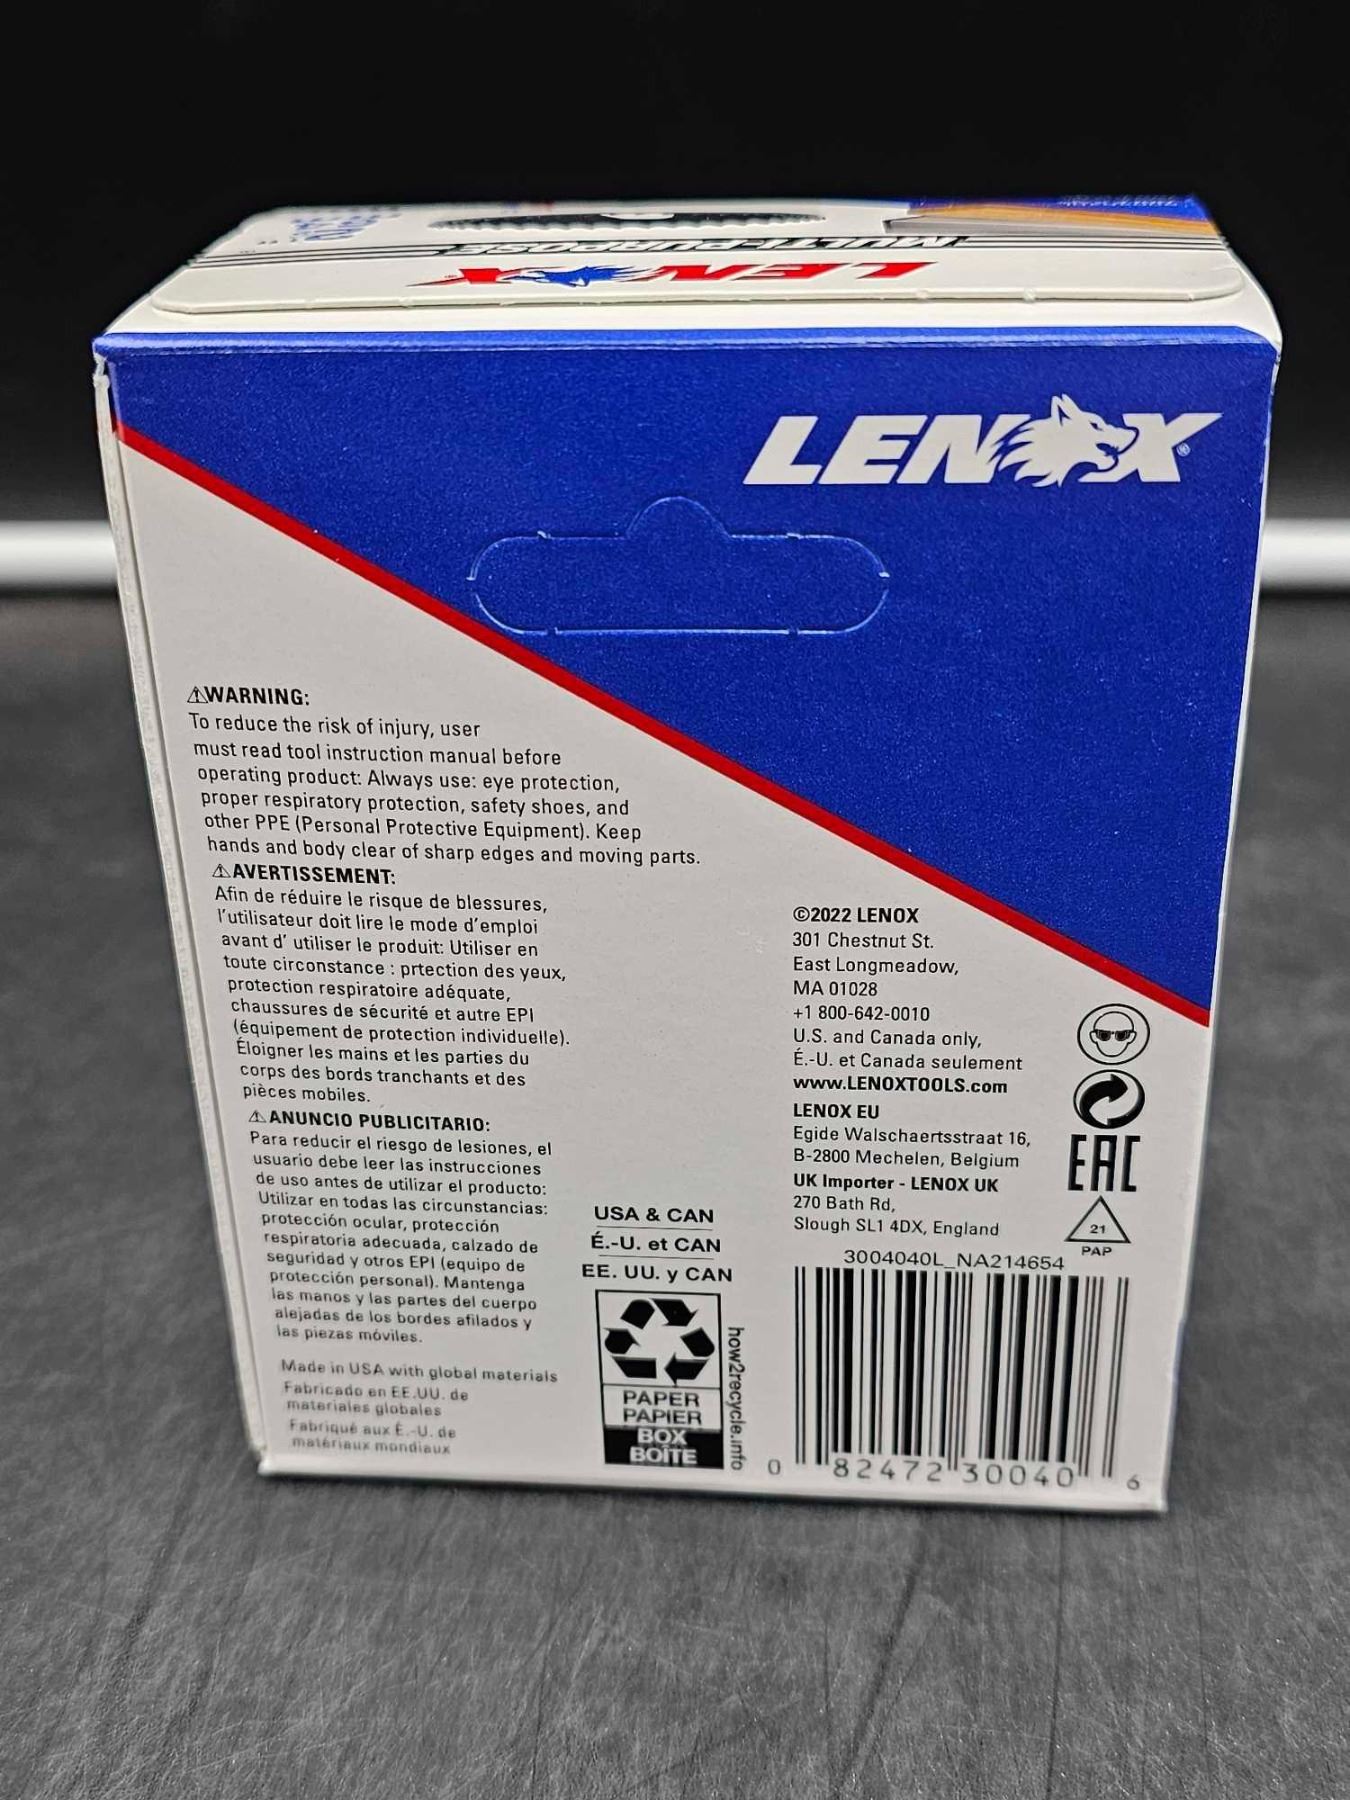 MULTI-PURPOSE
LENOX
LENOX®
⚠WARNING:
To reduce the risk of injury, user
must read tool instruction manual before
operating product: Always use: eye protection,
proper respiratory protection, safety shoes, and
other PPE (Personal Protective Equipment). Keep
hands and body clear of sharp edges and moving parts.
⚠AVERTISSEMENT:
Afin de réduire le risque de blessures,
l'utilisateur doit lire le mode d'emploi
avant d' utiliser le produit: Utiliser en
toute circonstance : prtection des yeux,
protection respiratoire adéquate,
chaussures de sécurité et autre EPI
(équipement de protection individuelle).
Éloigner les mains et les parties du
corps des bords tranchants et des
pièces mobiles.
⚠ANUNCIO PUBLICITARIO:
Para reducir el riesgo de lesiones, el
usuario debe leer las instrucciones
de uso antes de utilizar el producto:
Utilizar en todas las circunstancias:
protección ocular, protección
respiratoria adecuada, calzado de
seguridad y otros EPI (equipo de
protección personal). Mantenga
las manos y las partes del cuerpo
alejadas de los bordes afilados y
las piezas móviles.
Made in USA with global materials
Fabricado en EE.UU. de
materiales globales
Fabriqué aux É.-U. de
matériaux mondiaux
USA & CAN
É.-U. et CAN
EE. UU. y CAN
PAPER
PAPIER
BOX
BOÎTE
how2recycle.info
©2022 LENOX
301 Chestnut St.
East Longmeadow,
MA 01028
+1 800-642-0010
U.S. and Canada only,
É.-U. et Canada seulement
www.LENOXTOOLS.com
LENOX EU
Egide Walschaertsstraat 16,
B-2800 Mechelen, Belgium
UK Importer - LENOX UK
270 Bath Rd,
Slough SL1 4DX, England
EAC
21
PAP
3004040L_NA214654
0 82472 30040 6